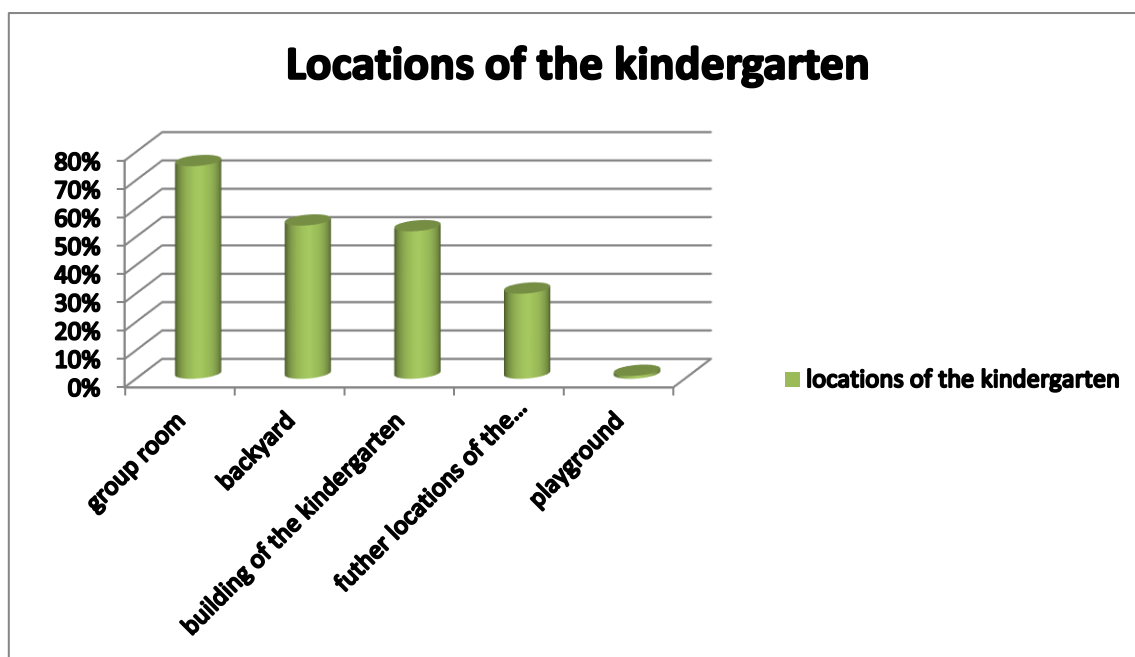 Locations of the kindergarten
80%
70%
60%
50%
40%
30%
20%
10%
0%
group room
backyard
building of the kindergarten
futher locations of the...
playground
locations of the kindergarten